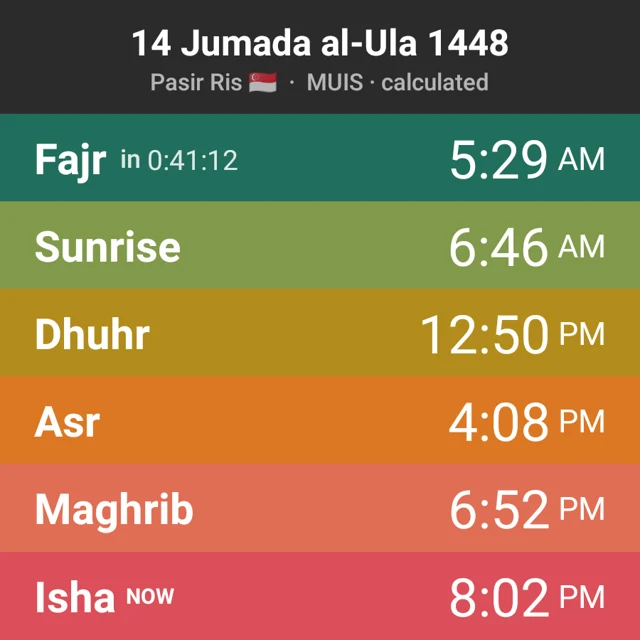 14 Jumada al-Ula 1448
Pasir Ris 🇸🇬 · MUIS · calculated
Fajr in 0:41:12 5:29 AM
Sunrise 6:46 AM
Dhuhr 12:50 PM
Asr 4:08 PM
Maghrib 6:52 PM
Isha NOW 8:02 PM